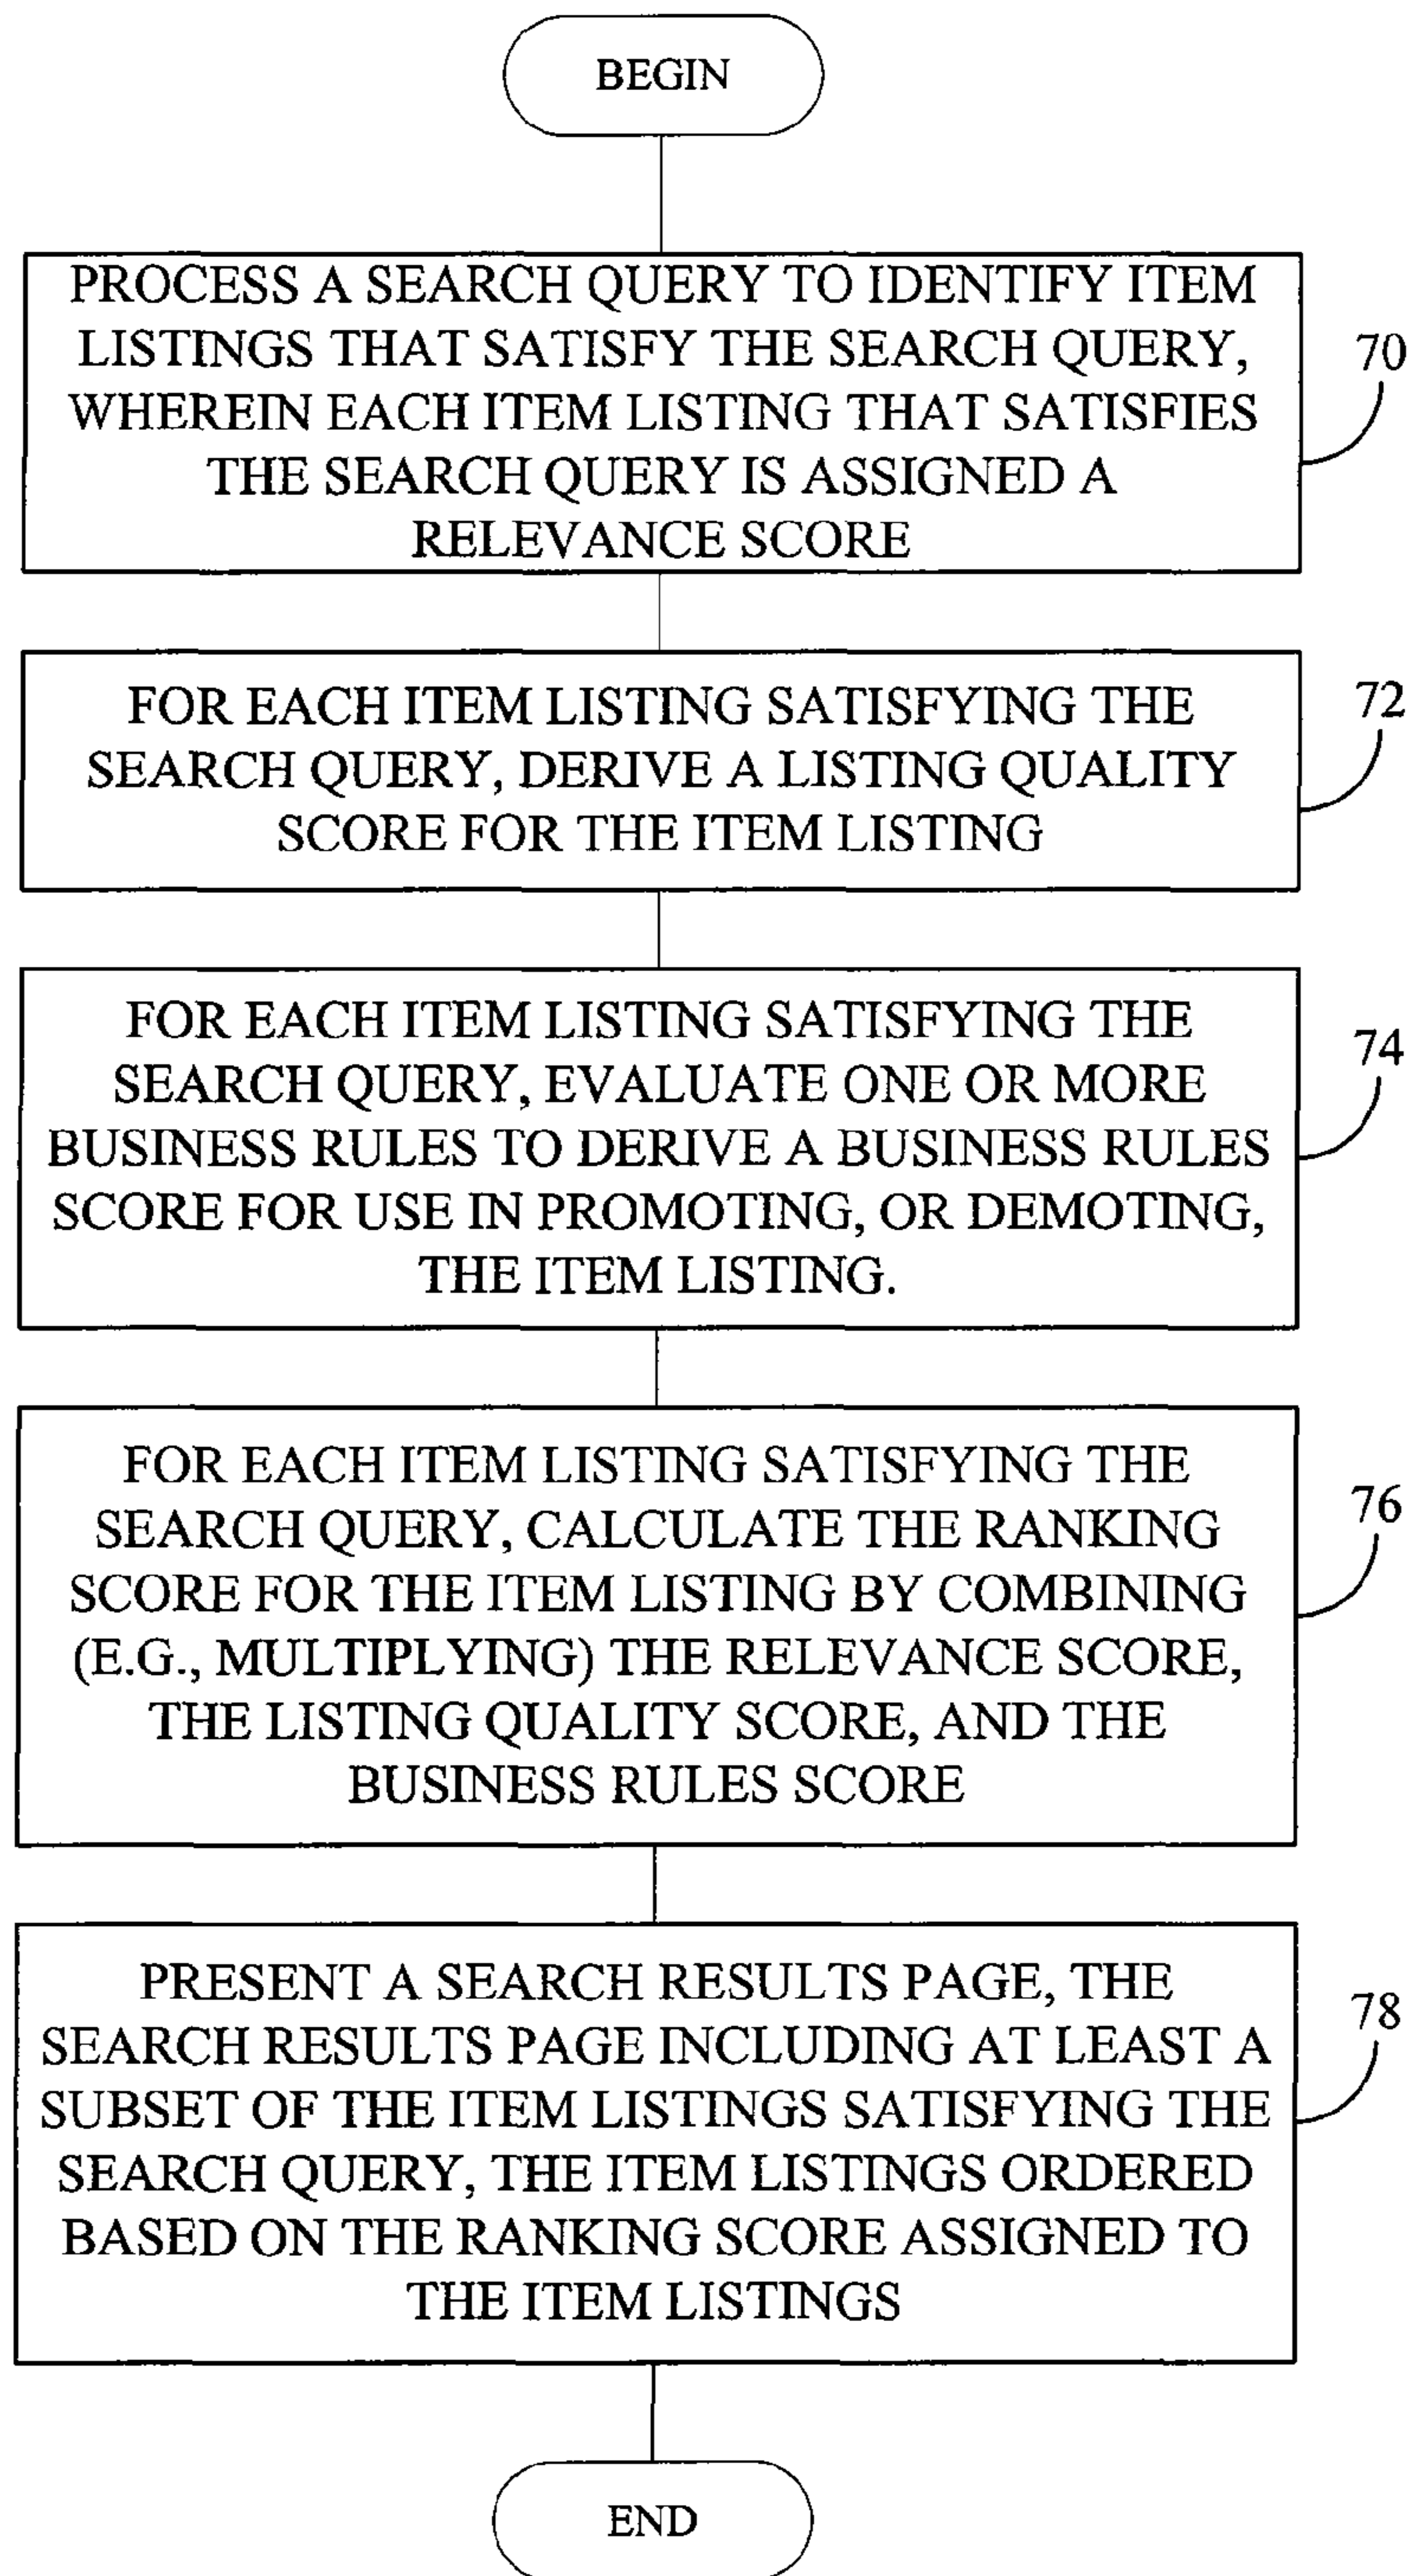 BEGIN
PROCESS A SEARCH QUERY TO IDENTIFY ITEM
LISTINGS THAT SATISFY THE SEARCH QUERY,
WHEREIN EACH ITEM LISTING THAT SATISFIES
THE SEARCH QUERY IS ASSIGNED A
RELEVANCE SCORE
70
FOR EACH ITEM LISTING SATISFYING THE
SEARCH QUERY, DERIVE A LISTING QUALITY
SCORE FOR THE ITEM LISTING
72
FOR EACH ITEM LISTING SATISFYING THE
SEARCH QUERY, EVALUATE ONE OR MORE
BUSINESS RULES TO DERIVE A BUSINESS RULES
SCORE FOR USE IN PROMOTING, OR DEMOTING,
THE ITEM LISTING.
74
FOR EACH ITEM LISTING SATISFYING THE
SEARCH QUERY, CALCULATE THE RANKING
SCORE FOR THE ITEM LISTING BY COMBINING
(E.G., MULTIPLYING) THE RELEVANCE SCORE,
THE LISTING QUALITY SCORE, AND THE
BUSINESS RULES SCORE
76
PRESENT A SEARCH RESULTS PAGE, THE
SEARCH RESULTS PAGE INCLUDING AT LEAST A
SUBSET OF THE ITEM LISTINGS SATISFYING THE
SEARCH QUERY, THE ITEM LISTINGS ORDERED
BASED ON THE RANKING SCORE ASSIGNED TO
THE ITEM LISTINGS
78
END